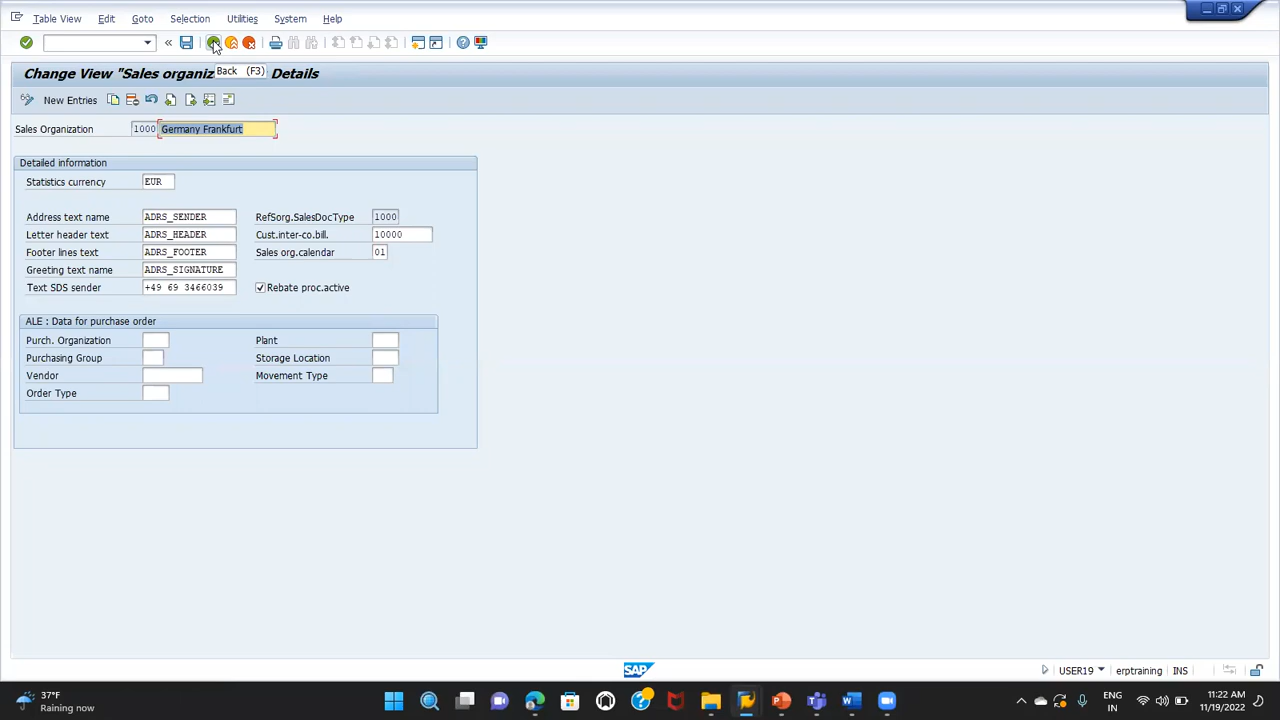 Table View Edit Goto Selection Utilities System Help
Change View "Sales organiz Details
Back (F3)
New Entries
Sales Organization 1000 Germany Frankfurt
Detailed information
Statistics currency EUR
Address text name ADRS_SENDER RefSorg.SalesDocType 1000
Letter header text ADRS_HEADER Cust.inter-co.bill. 10000
Footer lines text ADRS_FOOTER Sales org.calendar 01
Greeting text name ADRS_SIGNATURE
Text SDS sender +49 69 3466039 Rebate proc.active
ALE : Data for purchase order
Purch. Organization Plant
Purchasing Group Storage Location
Vendor Movement Type
Order Type
SAP USER19 erptraining INS
37°F ENG 11:22 AM
Raining now IN 11/19/2022